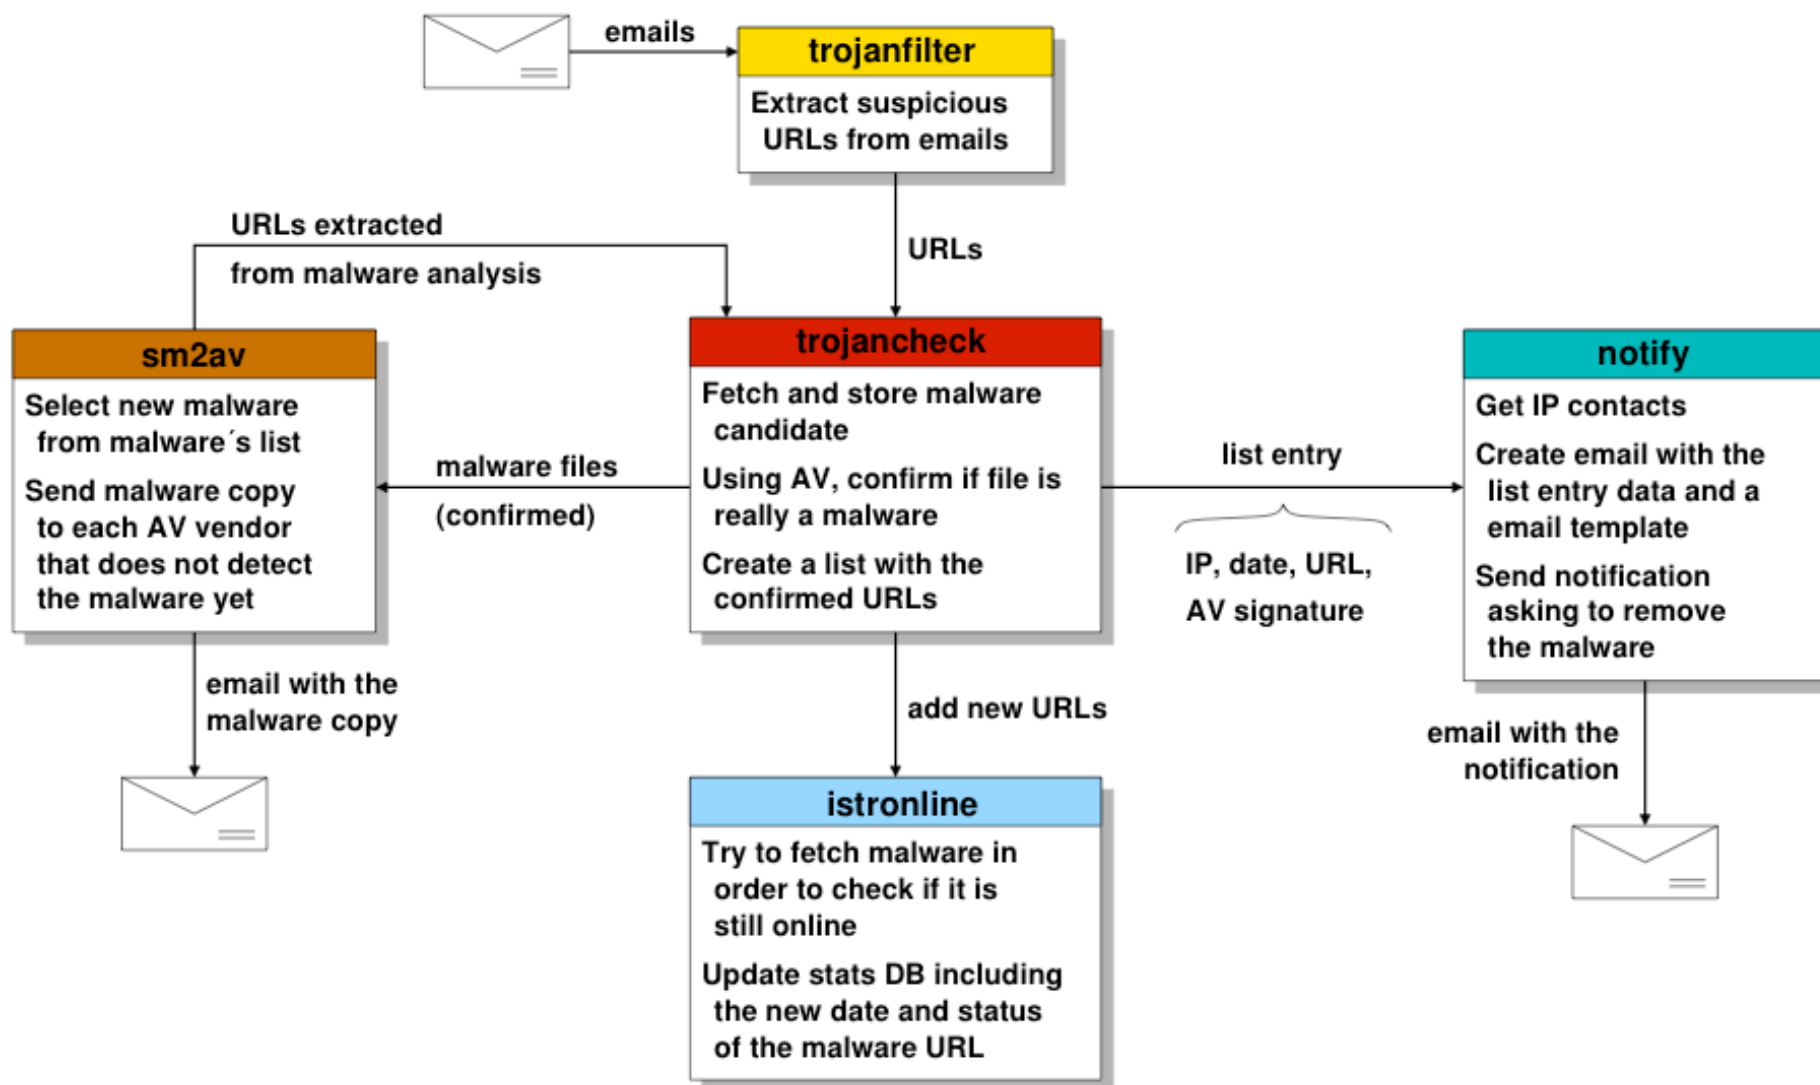 emails
trojanfilter
Extract suspicious
URLs from emails
URLs extracted
from malware analysis
URLs
sm2av
Select new malware
from malware´s list
Send malware copy
to each AV vendor
that does not detect
the malware yet
malware files
(confirmed)
trojancheck
Fetch and store malware
candidate
Using AV, confirm if file is
really a malware
Create a list with the
confirmed URLs
list entry
IP, date, URL,
AV signature
notify
Get IP contacts
Create email with the
list entry data and a
email template
Send notification
asking to remove
the malware
email with the
malware copy
add new URLs
email with the
notification
istronline
Try to fetch malware in
order to check if it is
still online
Update stats DB including
the new date and status
of the malware URL